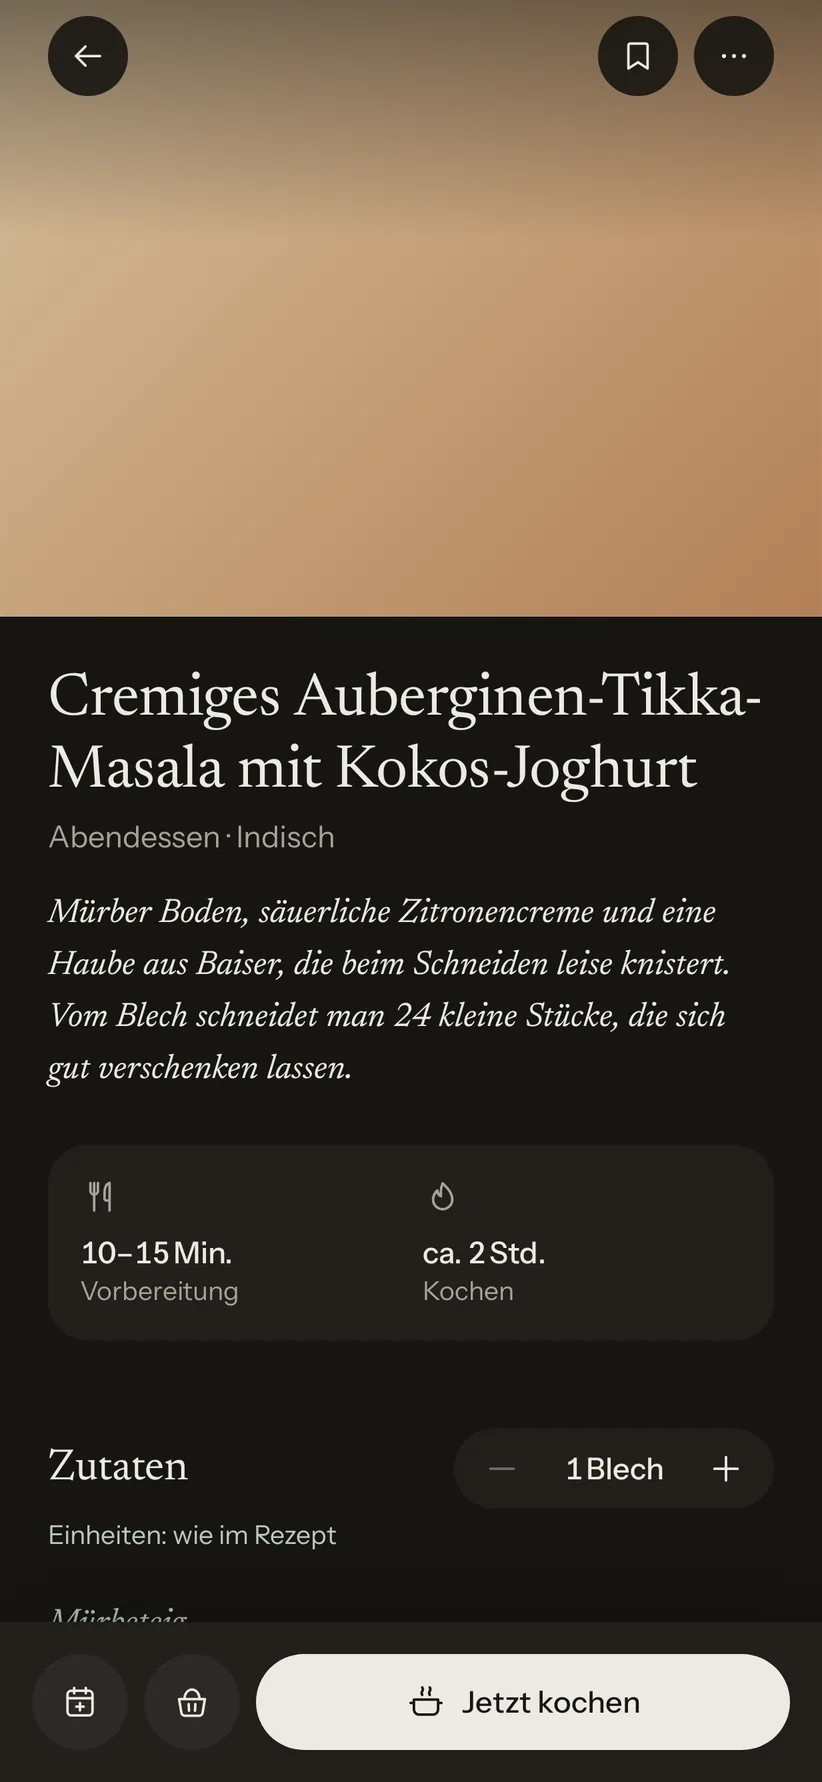 Cremiges Auberginen-Tikka-
Masala mit Kokos-Joghurt
Abendessen · Indisch
Mürber Boden, säuerliche Zitronencreme und eine
Haube aus Baiser, die beim Schneiden leise knistert.
Vom Blech schneidet man 24 kleine Stücke, die sich
gut verschenken lassen.
10–15 Min.
Vorbereitung
ca. 2 Std.
Kochen
Zutaten
1 Blech
Einheiten: wie im Rezept
Mürbeteig
Jetzt kochen